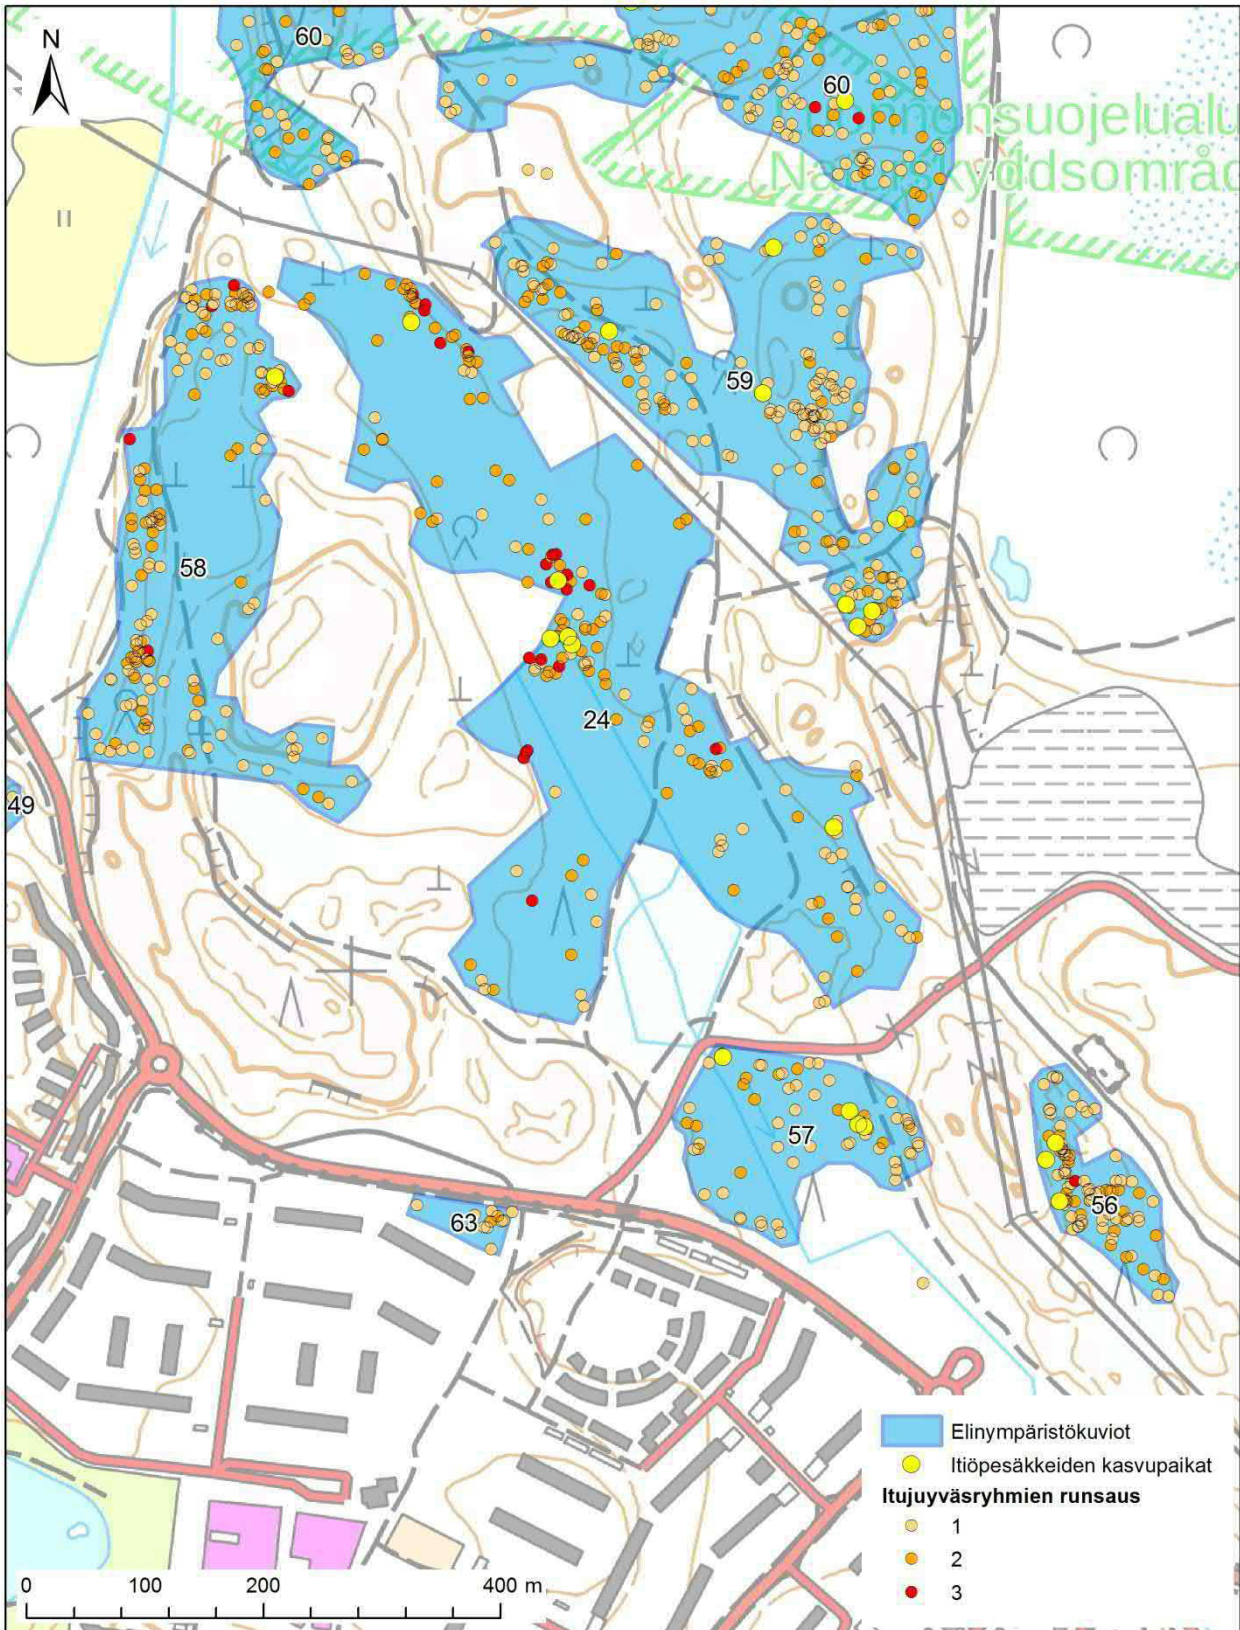 N
60
60
Naturskyddsområd
59
58
24
49
57
56
63
Elinympäristökuviot
Itiöpesäkkeiden kasvupaikat
Itujuyväsryhmien runsaus
1
2
3
0 100 200 400 m